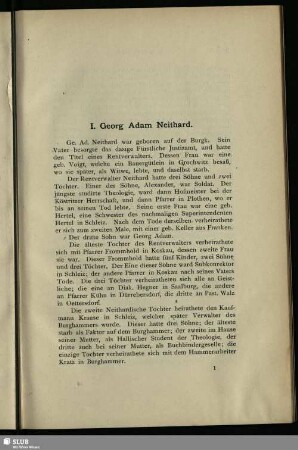 I. Georg Adam Neithard.
Ge. Ad. Neithard war geboren auf der Burgk. Sein
Vater besorgte das dasige Fürstliche Justizamt, und hatte
den Titel eines Rentverwalters. Dessen Frau war eine
geb. Voigt, welche ein Bauergütlein in Grochwitz besaß,
wo sie später, als Witwe, lebte, und daselbst starb.
Der Rentverwalter Neithard hatte drei Söhne und zwei
Töchter. Einer des Söhne, Alexander, war Soldat. Der
jüngste studirte Theologie, ward dann Hofmeister bei der
Köseritzer Herrschaft, und dann Pfarrer in Plothen, wo er
bis an seinen Tod lebte. Seine erste Frau war eine geb.
Hertel, eine Schwester des nachmaligen Superintendenten
Hertel in Schleiz. Nach dem Tode derselben verheirathete
er sich zum zweiten Male, mit einer geb. Keller aus Franken.
Der dritte Sohn war Georg Adam.
Die älteste Tochter des Rentverwalters verheirathete
sich mit Pfarrer Frommhold in Koskau, dessen zweite Frau
sie war. Dieser Frommhold hatte fünf Kinder, zwei Söhne
und drei Töchter. Der Eine dieser Söhne ward Subkonrektor
in Schleiz, der andere Pfarrer in Koskau nach seines Vaters
Tode. Die drei Töchter verheiratheten sich alle an Geist-
liche; die eine an Diak. Hegner in Saalburg, die andere
an Pfarrer Kühn in Dittersdorf, die dritte an Past. Walz
in Oettersdorf.
Die zweite Neithardische Tochter heirathete den Kauf-
mann Krause in Schleiz, welcher später Verwalter des
Burghammers wurde. Dieser hatte drei Söhne; der älteste
starb als Faktor auf dem Burghammer; der zweite im Hause
seiner Mutter, als Hallischer Student der Theologie, der
dritte auch bei seiner Mutter, als Buchbindergeselle; die
einzige Tochter verheirathete sich mit dem Hammerarbeiter
Kratz in Burghammer.
1
SLUB